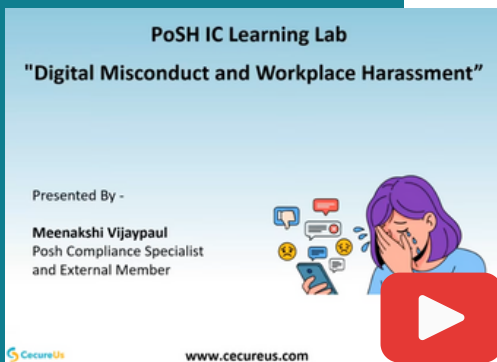 PoSH IC Learning Lab
"Digital Misconduct and Workplace Harassment”
Presented By -
Meenakshi Vijaypaul
Posh Compliance Specialist
and External Member
CecureUs
www.cecureus.com